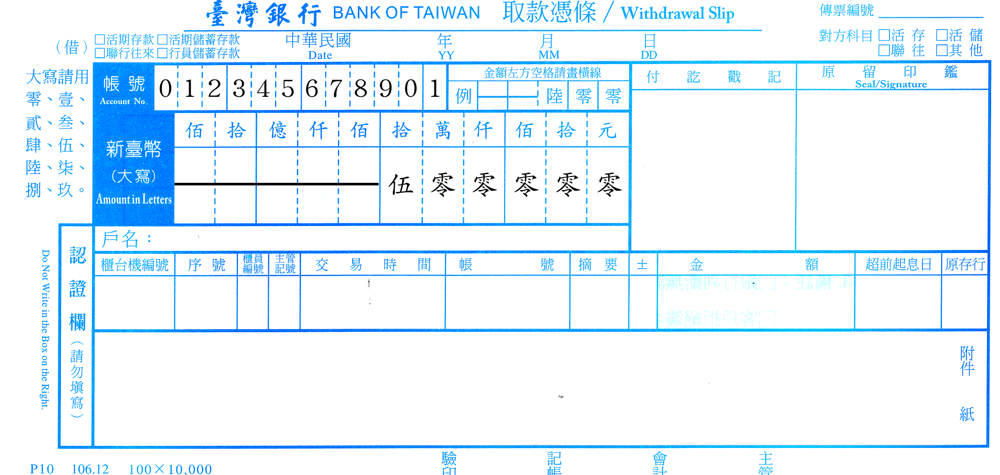 臺灣銀行 BANK OF TAIWAN 取款憑條 / Withdrawal Slip
傳票編號
(借) □活期存款 □活期儲蓄存款
□聯行往來 □行員儲蓄存款
中華民國 年 月 日
Date YY MM DD
對方科目 □活存 □活儲
□聯往 □其他
大寫請用
零、壹、
貳、叁、
肆、伍、
陸、柒、
捌、玖。
帳號 0 1 2 3 4 5 6 7 8 9 0 1
Account No.
金額左方空格請畫橫線
例 陸 零 零
付訖戳記
原留印鑑
Seal/Signature
新臺幣
(大寫)
Amount in Letters
佰 拾 億 仟 佰 拾 萬 仟 佰 拾 元
伍 零 零 零 零 零
戶名：
認證欄(請勿填寫)
Do Not Write in the Box on the Right.
櫃台機編號 序號 櫃員編號 主管記號 交易時間 帳號 摘要 ± 金額 超前起息日 原存行
附件 紙
驗印 記帳 會計 主管
P10 106.12 100×10,000